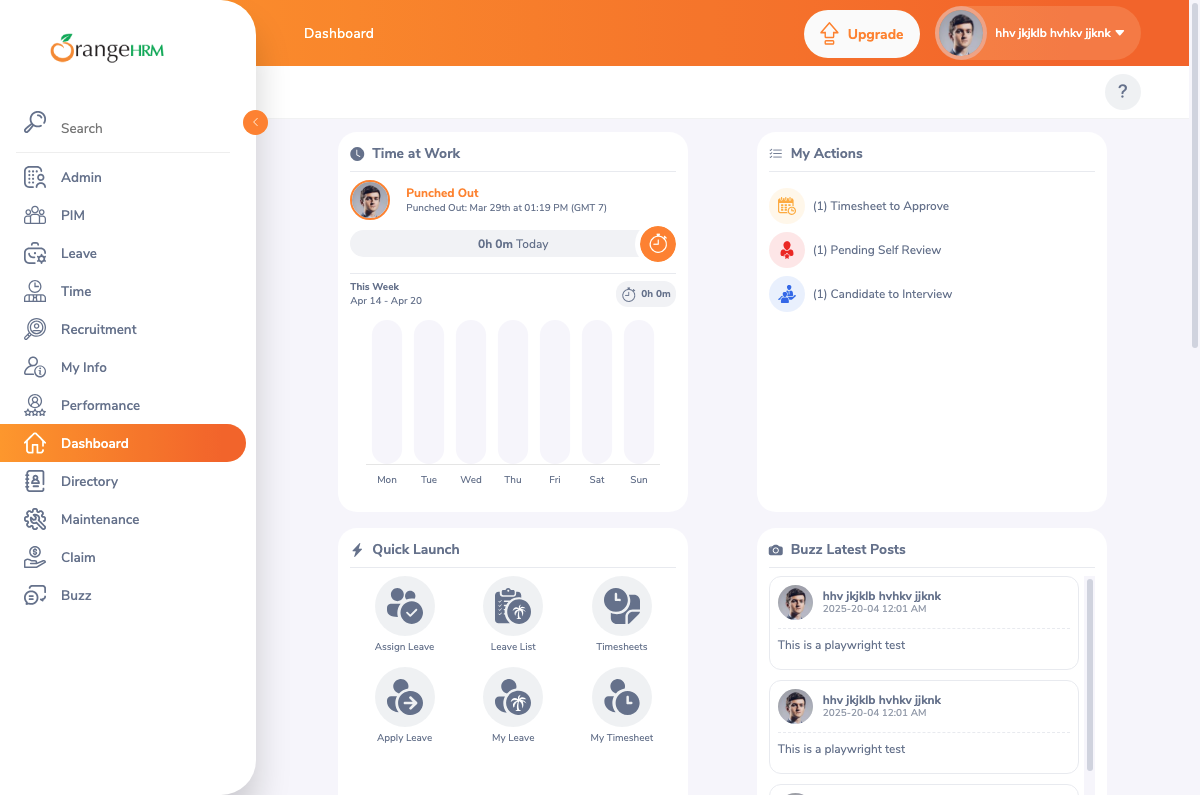 OrangeHRM
Search
Admin
PIM
Leave
Time
Recruitment
My Info
Performance
Dashboard
Directory
Maintenance
Claim
Buzz
Dashboard
Upgrade
hhv jkjklb hvhkv jjknk
?
Time at Work
Punched Out
Punched Out: Mar 29th at 01:19 PM (GMT 7)
0h 0m Today
This Week
Apr 14 - Apr 20
0h 0m
Mon Tue Wed Thu Fri Sat Sun
My Actions
(1) Timesheet to Approve
(1) Pending Self Review
(1) Candidate to Interview
Quick Launch
Assign Leave Leave List Timesheets
Apply Leave My Leave My Timesheet
Buzz Latest Posts
hhv jkjklb hvhkv jjknk
2025-20-04 12:01 AM
This is a playwright test
hhv jkjklb hvhkv jjknk
2025-20-04 12:01 AM
This is a playwright test